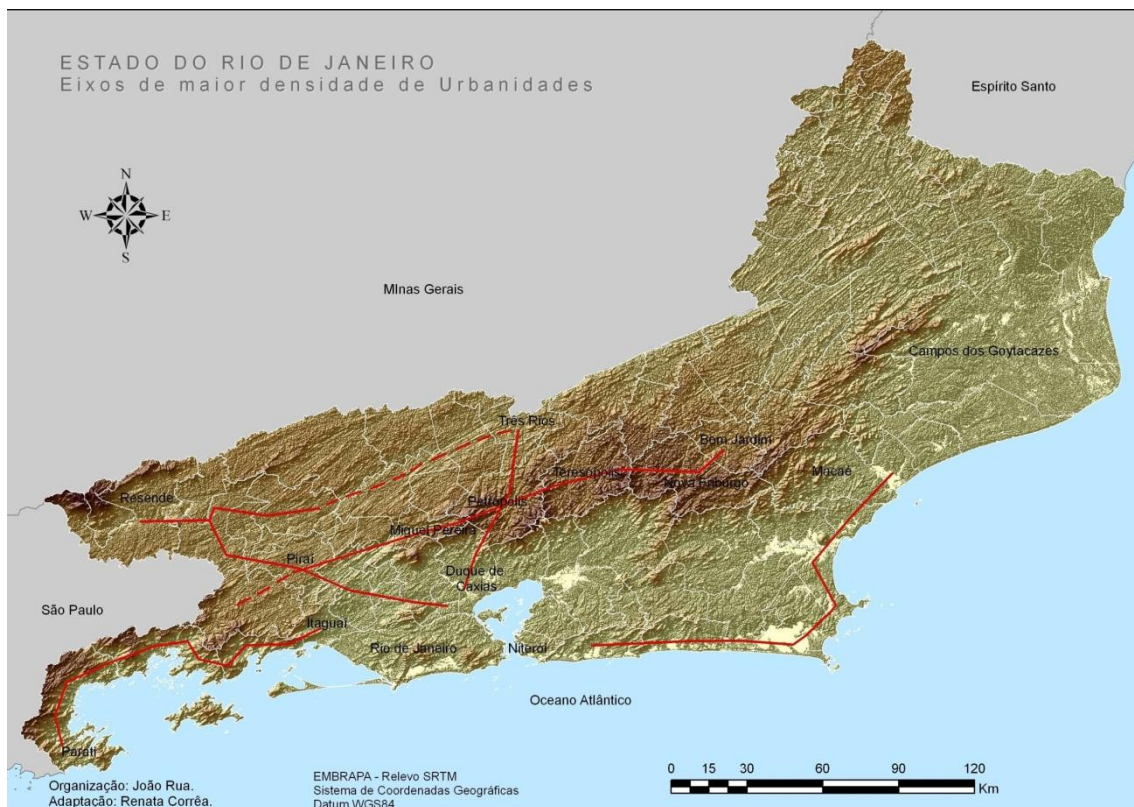 ESTADO DO RIO DE JANEIRO
Eixos de maior densidade de Urbanidades
Espírito Santo
N
W E
S
MInas Gerais
Campos dos Goytacazes
Três Rios
Bom Jardim
Teresópolis
Macaé
Nova Friburgo
Resende
Petrópolis
Miguel Pereira
Piraí
Duque de
Caxias
São Paulo
Itaguaí
Rio de Janeiro
Niterói
Oceano Atlântico
Parati
0 15 30 60 90 120
Km
Organização: João Rua.
Adaptação: Renata Corrêa.
EMBRAPA - Relevo SRTM
Sistema de Coordenadas Geográficas
Datum WGS84